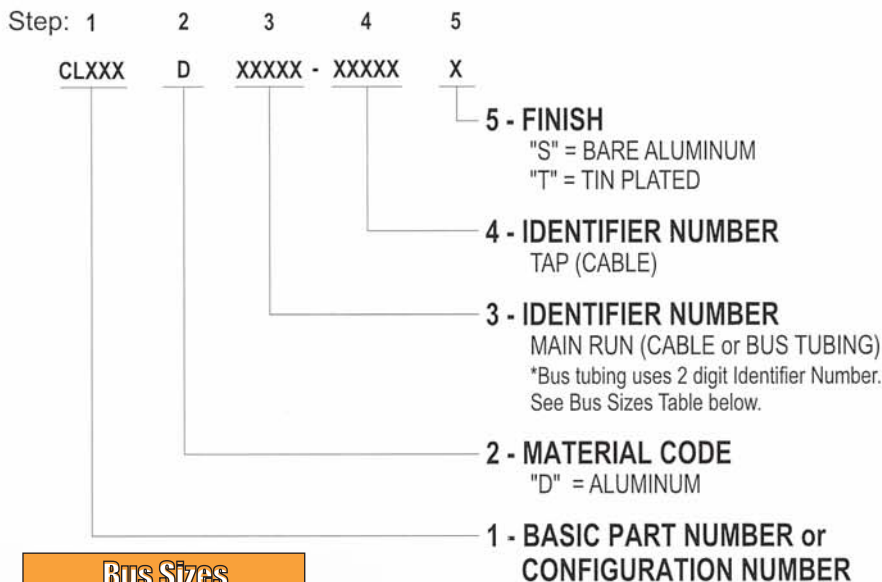 Step: 1 2 3 4 5
CLXXX D XXXXX - XXXXX X
5 - FINISH
"S" = BARE ALUMINUM
"T" = TIN PLATED
4 - IDENTIFIER NUMBER
TAP (CABLE)
3 - IDENTIFIER NUMBER
MAIN RUN (CABLE or BUS TUBING)
*Bus tubing uses 2 digit Identifier Number.
See Bus Sizes Table below.
2 - MATERIAL CODE
"D" = ALUMINUM
1 - BASIC PART NUMBER or
CONFIGURATION NUMBER
Bus Sizes